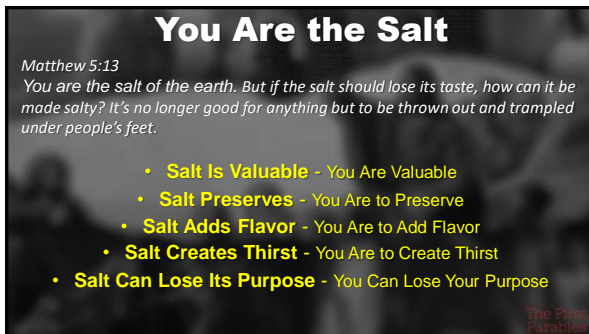 You Are the Salt
Matthew 5:13
You are the salt of the earth. But if the salt should lose its taste, how can it be
made salty? It’s no longer good for anything but to be thrown out and trampled
under people’s feet.
• Salt Is Valuable - You Are Valuable
• Salt Preserves - You Are to Preserve
• Salt Adds Flavor - You Are to Add Flavor
• Salt Creates Thirst - You Are to Create Thirst
• Salt Can Lose Its Purpose - You Can Lose Your Purpose
The First
Parables